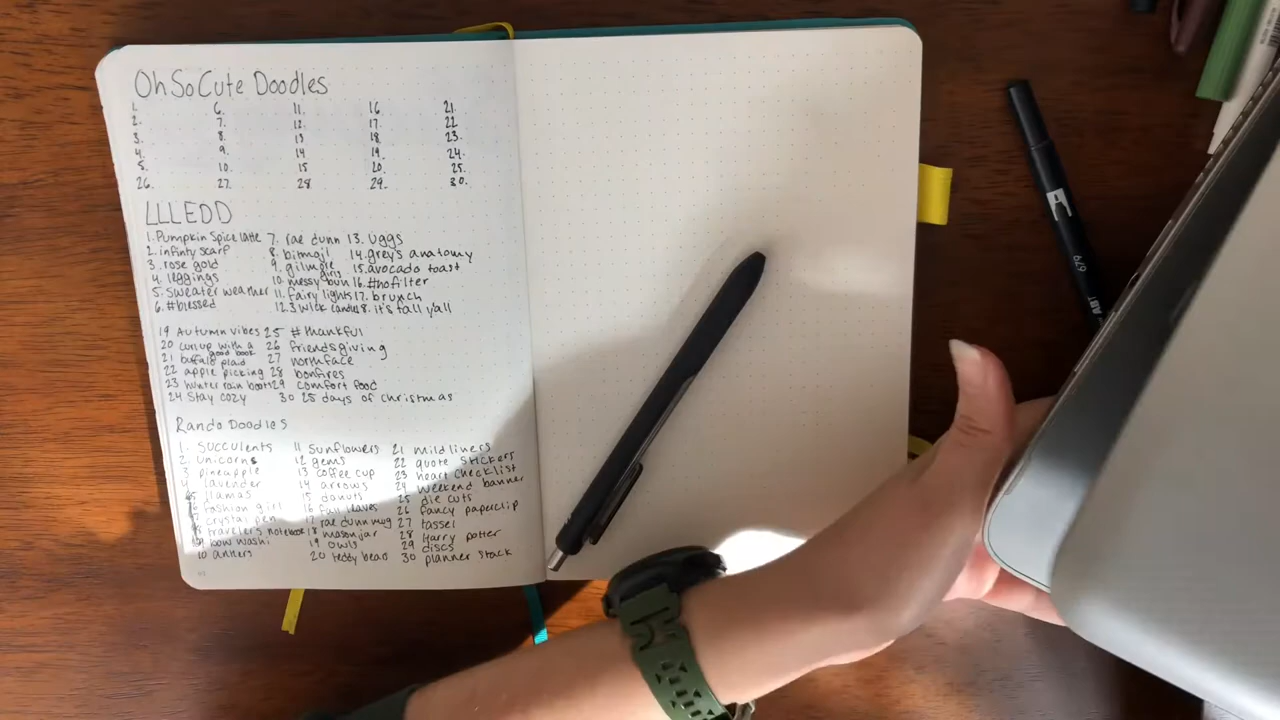 Oh So Cute Doodles
1. 6. 11. 16. 21.
2. 7. 12. 17. 22
3. 8. 13 18. 23.
4. 9. 14 19. 24.
5. 10. 15 20. 25.
26. 27. 28 29. 30.
LLLEDD
1. Pumpkin Spice latte 7. rae dunn 13. uggs
2. infinty scarf 8. bitmoji 14. grey's anatomy
3. rose gold 9. gilmore girls 15. avocado toast
4. leggings 10. messy bun 16. #nofilter
5. Sweater weather 11. fairy lights 17. brunch
6. #blessed 12. 3 wick candle 18. it's fall y'all
19 Autumn vibes 25 #thankful
20 curl up with a good book 26 friendsgiving
21 buffalo plaid 27 northface
22 apple picking 28 bonfires
23 hunter rain boots 29 comfort food
24 Stay cozy 30 25 days of christmas
Rando Doodles
1. Succulents 11 Sunflowers 21 mildliners
2 unicorns 12 gems 22 quote stickers
3 pineapple 13 coffee cup 23 heart checklist
4 lavender 14 arrows 24 weekend banner
5 llamas 15 donuts 25 die cuts
6 fashion girl 16 fall leaves 26 fancy paperclip
7 crystal pen 17 rae dunn mug 27 tassel
8 traveler's notebook 18 masonjar 28 Harry potter
9 bow washi 19 owls 29 discs
10 antlers 20 teddy bear 30 planner stack
679 ABT